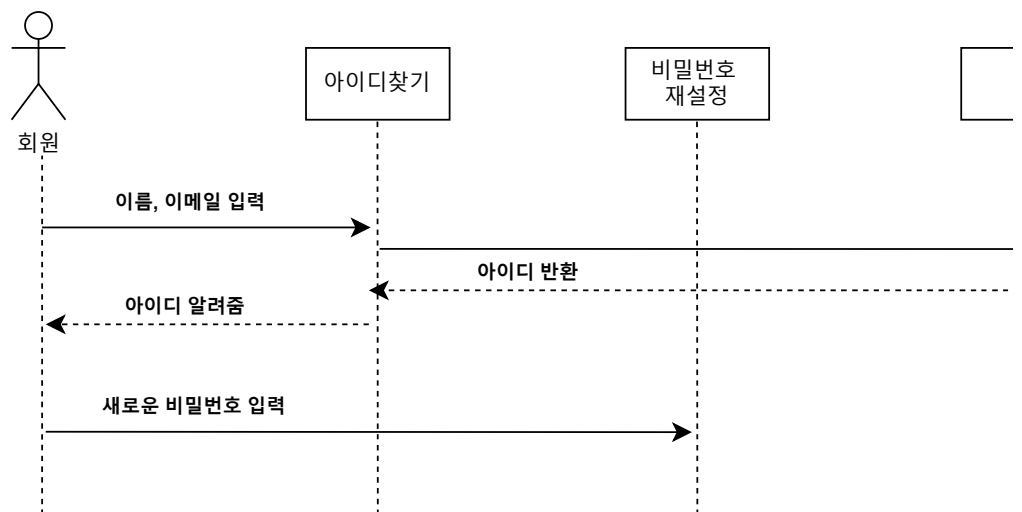 아이디찾기
비밀번호
재설정
회원
이름, 이메일 입력
아이디 반환
아이디 알려줌
새로운 비밀번호 입력